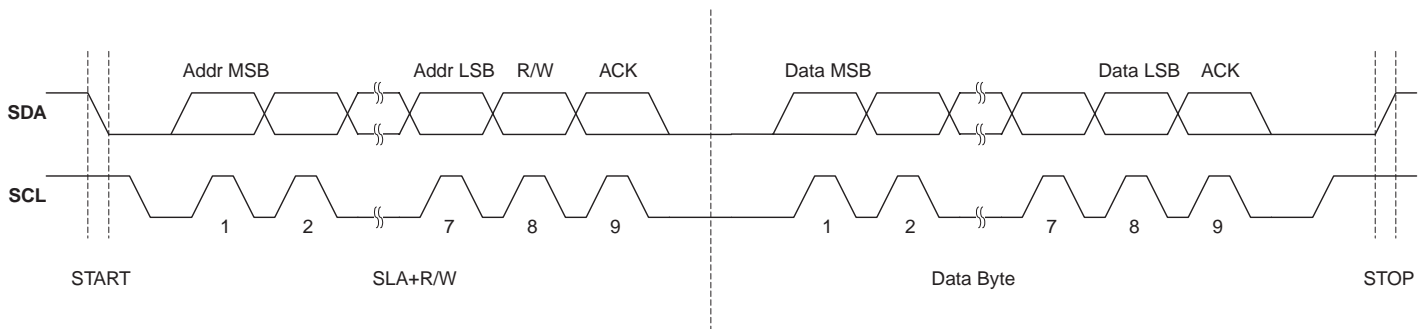 Addr MSB Addr LSB R/W ACK Data MSB Data LSB ACK
SDA
SCL
1 2 7 8 9 1 2 7 8 9
START SLA+R/W Data Byte STOP